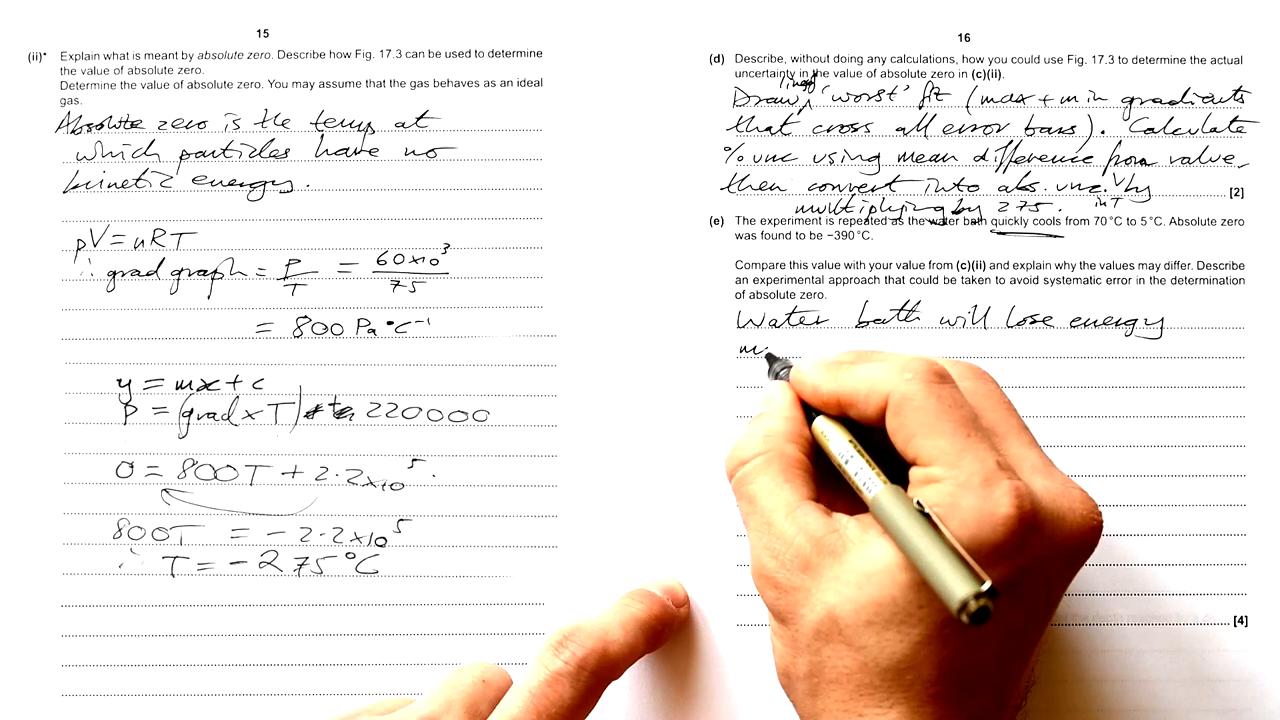 15
(ii)* Explain what is meant by absolute zero. Describe how Fig. 17.3 can be used to determine
the value of absolute zero.
Determine the value of absolute zero. You may assume that the gas behaves as an ideal
gas.
Absolute zero is the temp at
which particles have no
kinetic energy.
pV = nRT
∴ grad graph = P/T = 60×10³/75
= 800 Pa °C⁻¹
y = mx + c
P = (grad × T) + 220000
0 = 800T + 2.2×10⁵.
800T = -2.2×10⁵
∴ T = -275°C
16
(d) Describe, without doing any calculations, how you could use Fig. 17.3 to determine the actual
uncertainty in the value of absolute zero in (c)(ii).
Draw 'worst' fit (max + min gradients
that cross all error bars). Calculate
% unc using mean difference from value,
then convert into abs. unc. in T by [2]
multiplying by 275.
(e) The experiment is repeated as the water bath quickly cools from 70°C to 5°C. Absolute zero
was found to be −390°C.
Compare this value with your value from (c)(ii) and explain why the values may differ. Describe
an experimental approach that could be taken to avoid systematic error in the determination
of absolute zero.
Water bath will lose energy
[4]